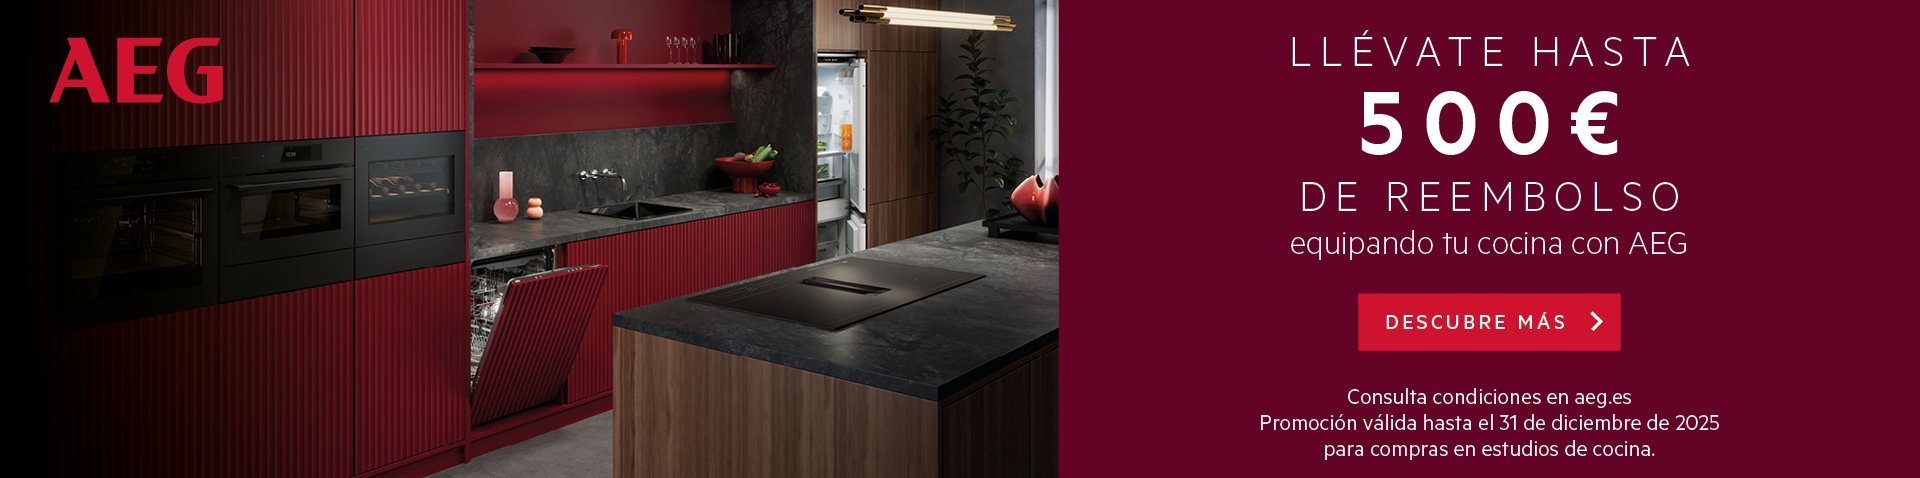 AEG
LLÉVATE HASTA
500€
DE REEMBOLSO
equipando tu cocina con AEG
DESCUBRE MÁS
Consulta condiciones en aeg.es
Promoción válida hasta el 31 de diciembre de 2025
para compras en estudios de cocina.